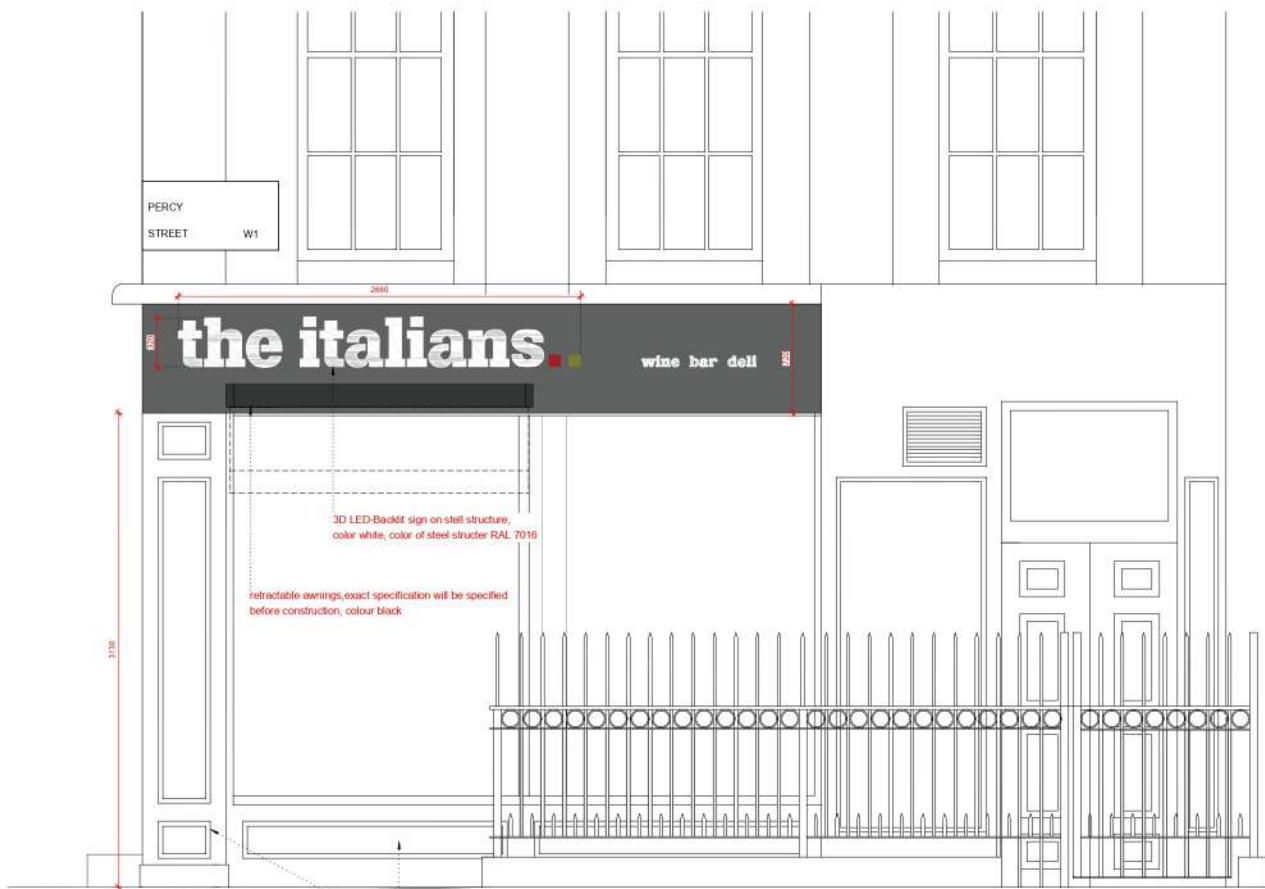 PERCY
STREET W1
2660
the italians..
wine bar deli
3D LED-Backlit sign on stell structure,
color white, color of steel structer RAL 7016
retractable awnings,exact specification will be specified
before construction, colour black
3130